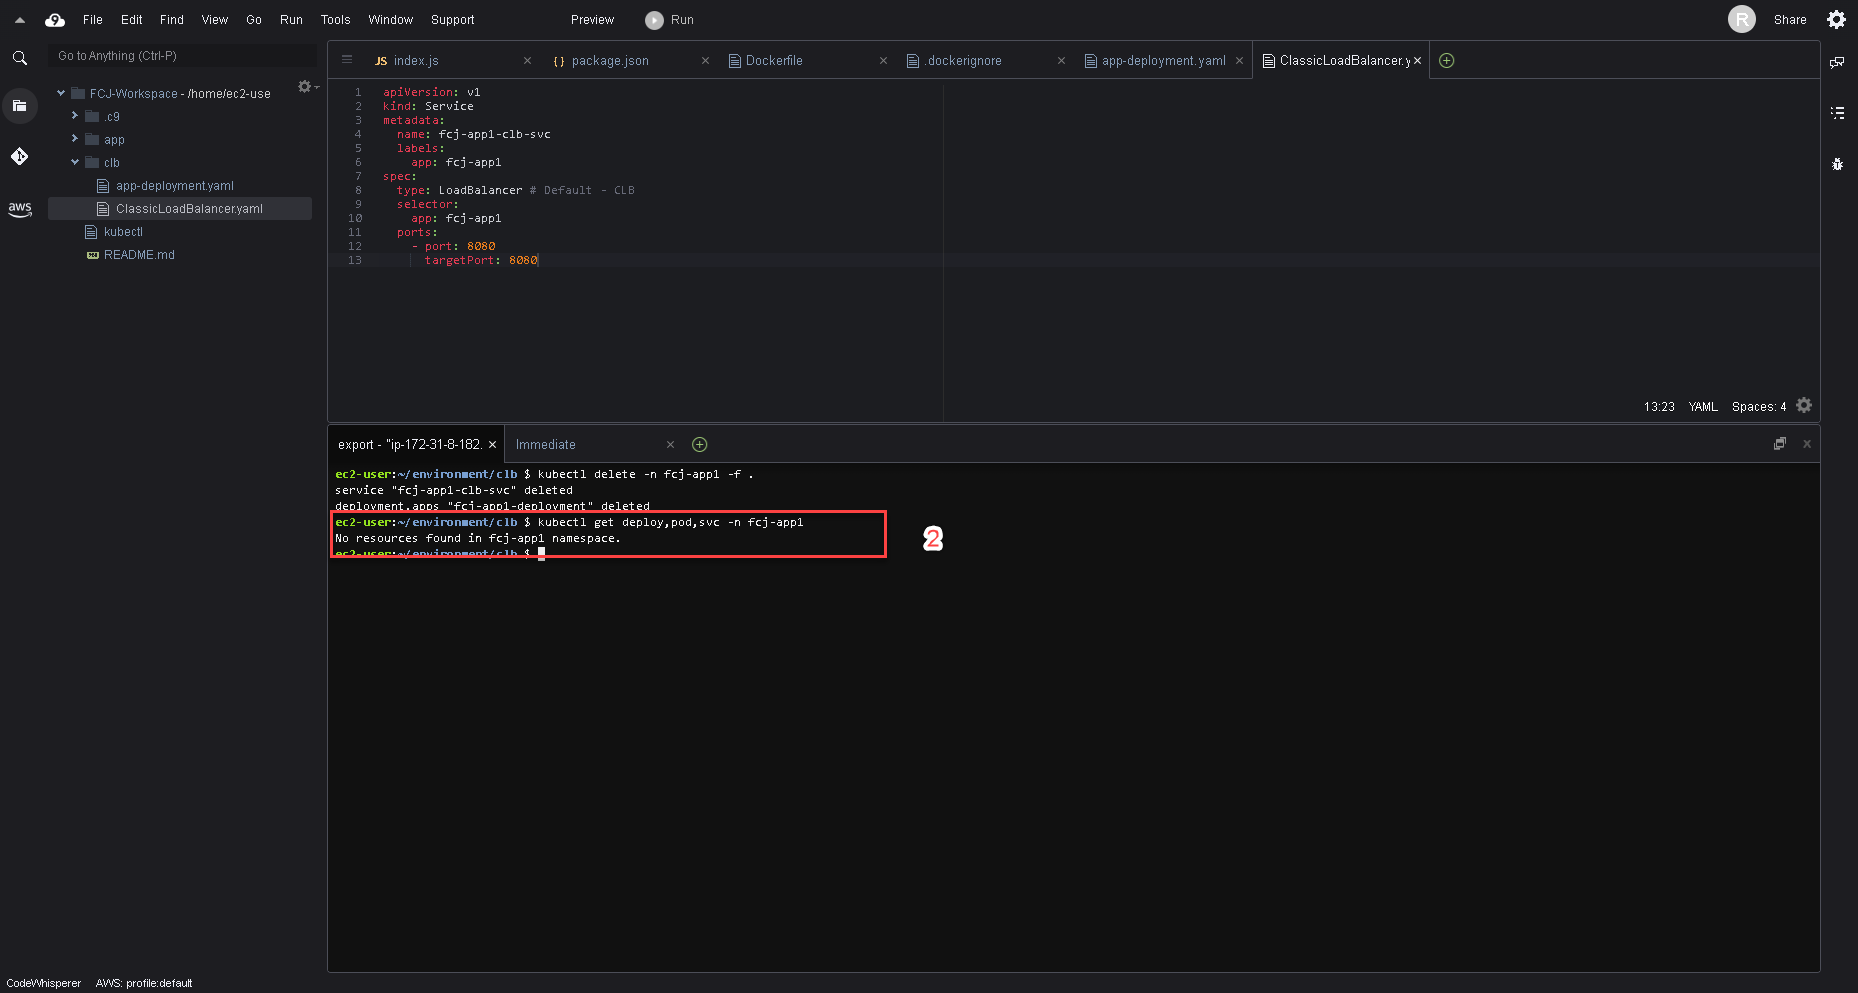 File Edit Find View Go Run Tools Window Support Preview Run R Share
Go to Anything (Ctrl-P)
FCJ-Workspace - /home/ec2-use
.c9
app
clb
app-deployment.yaml
ClassicLoadBalancer.yaml
kubectl
README.md
aws
JS index.js × {} package.json × Dockerfile × .dockerignore × app-deployment.yaml × ClassicLoadBalancer.y ×
1 apiVersion: v1
2 kind: Service
3 metadata:
4 name: fcj-app1-clb-svc
5 labels:
6 app: fcj-app1
7 spec:
8 type: LoadBalancer # Default - CLB
9 selector:
10 app: fcj-app1
11 ports:
12 - port: 8080
13 targetPort: 8080
13:23 YAML Spaces: 4
export - "ip-172-31-8-182. × Immediate ×
ec2-user:~/environment/clb $ kubectl delete -n fcj-app1 -f .
service "fcj-app1-clb-svc" deleted
deployment.apps "fcj-app1-deployment" deleted
ec2-user:~/environment/clb $ kubectl get deploy,pod,svc -n fcj-app1
No resources found in fcj-app1 namespace.
ec2-user:~/environment/clb $
2
CodeWhisperer AWS: profile:default